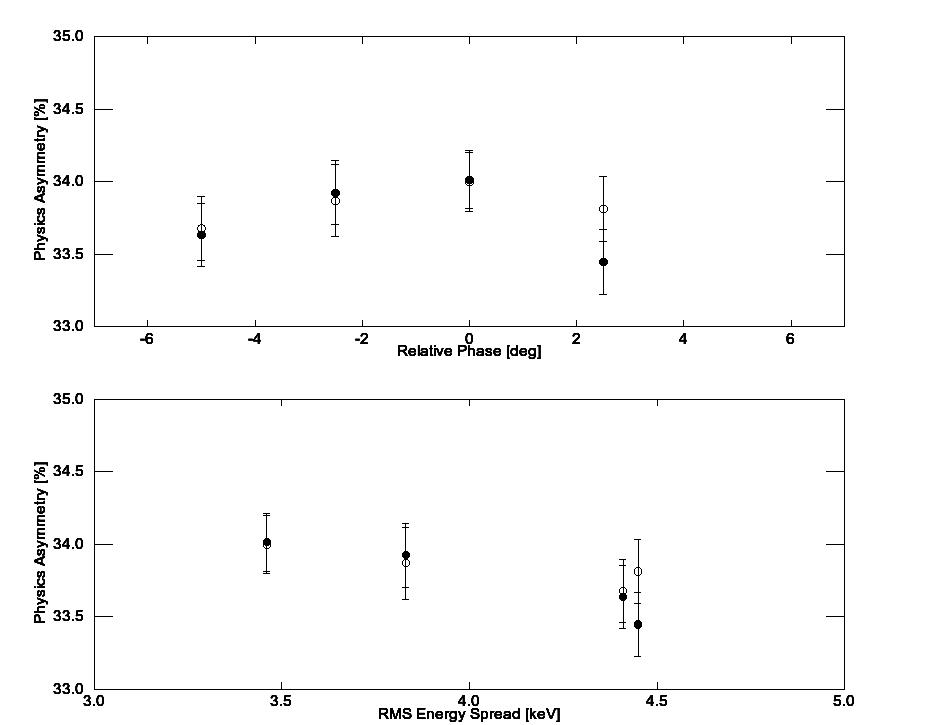 35.0
34.5
34.0
33.5
33.0
Physics Asymmetry [%]
-6 -4 -2 0 2 4 6
Relative Phase [deg]
35.0
34.5
34.0
33.5
33.0
Physics Asymmetry [%]
3.0 3.5 4.0 4.5 5.0
RMS Energy Spread [keV]